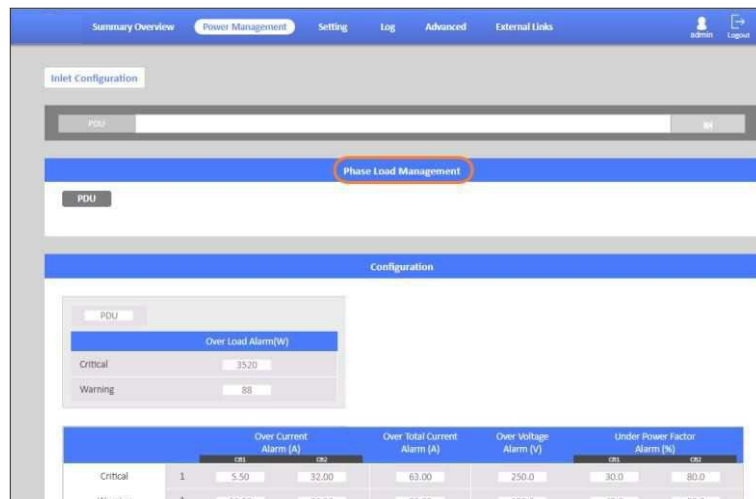 Summary Overview Power Management Setting Log Advanced External Links admin Logout
Inlet Configuration
PDU
Phase Load Management
PDU
Configuration
PDU
Over Load Alarm(W)
Critical 3520
Warning 88
Over Current Alarm (A) Over Total Current Alarm (A) Over Voltage Alarm (V) Under Power Factor Alarm (%)
CB1 CB2 CB1 CB2
Critical 1 5.50 32.00 63.00 250.0 30.0 80.0